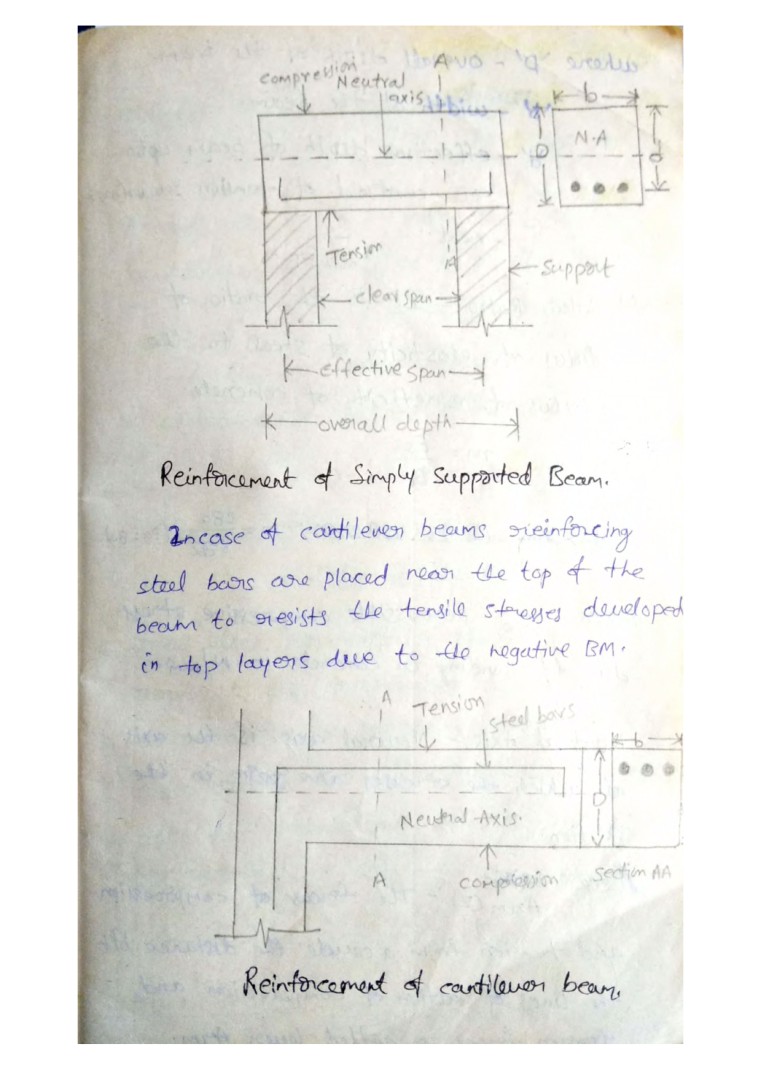 A
compression
Neutral
axis
b
N-A
D
d
Tension
A
Support
clear span
effective span
overall depth
Reinforcement of Simply Supported Beam.
Incase of cantilever beams reinforcing
steel bars are placed near the top of the
beam to resists the tensile stresses developed
in top layers due to the negative BM.
A
Tension
steel bars
b
D
Neutral-Axis.
A
compression
Section AA
Reinforcement of cantilever beam.